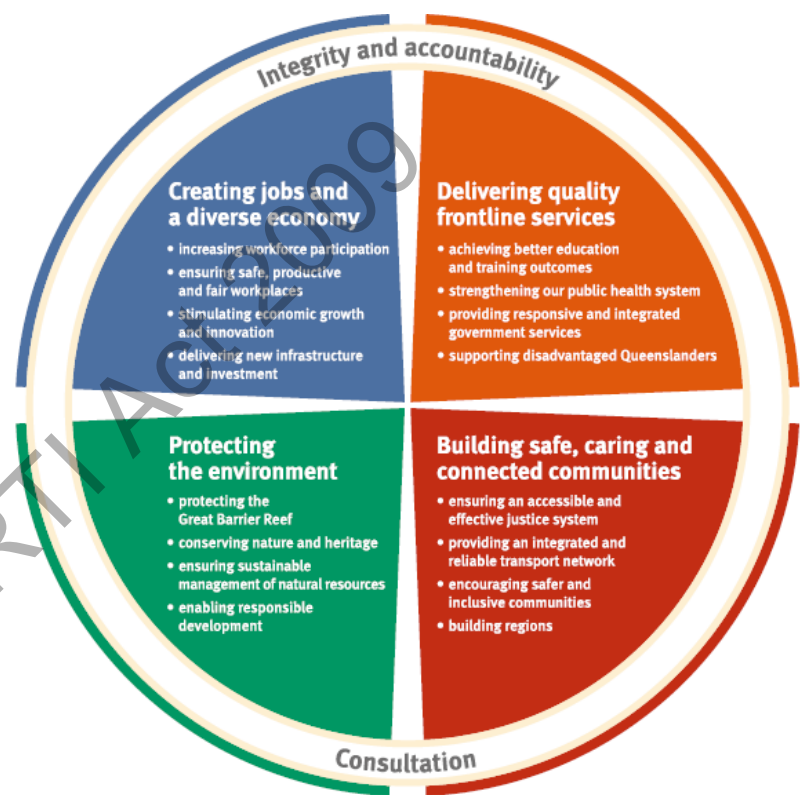 Integrity and accountability
Creating jobs and
a diverse economy
• increasing workforce participation
• ensuring safe, productive
and fair workplaces
• stimulating economic growth
and innovation
• delivering new infrastructure
and investment
Delivering quality
frontline services
• achieving better education
and training outcomes
• strengthening our public health system
• providing responsive and integrated
government services
• supporting disadvantaged Queenslanders
Protecting
the environment
• protecting the
Great Barrier Reef
• conserving nature and heritage
• ensuring sustainable
management of natural resources
• enabling responsible
development
Building safe, caring and
connected communities
• ensuring an accessible and
effective justice system
• providing an integrated and
reliable transport network
• encouraging safer and
inclusive communities
• building regions
Consultation
RTI Act 2009